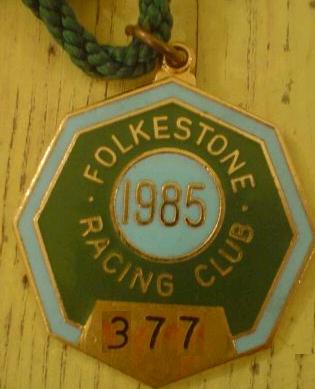 FOLKESTONE
1985
RACING CLUB
377